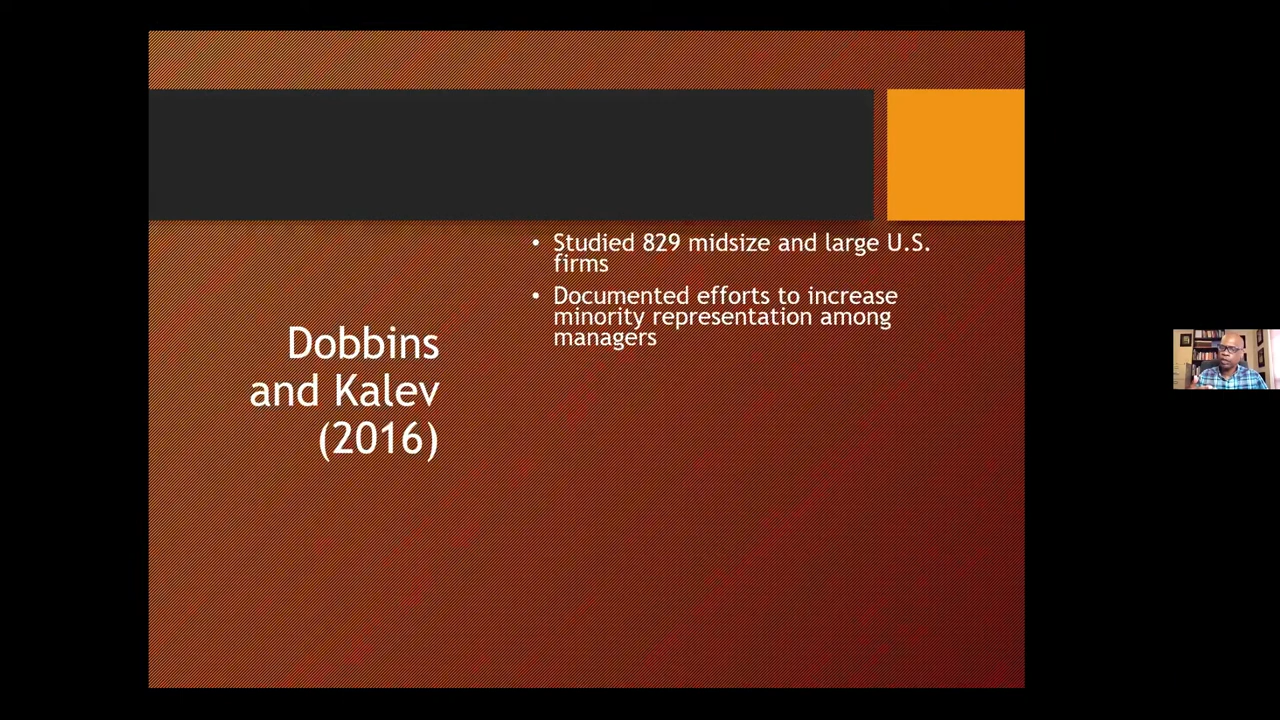 Dobbins
and Kalev
(2016)
• Studied 829 midsize and large U.S.
firms
• Documented efforts to increase
minority representation among
managers